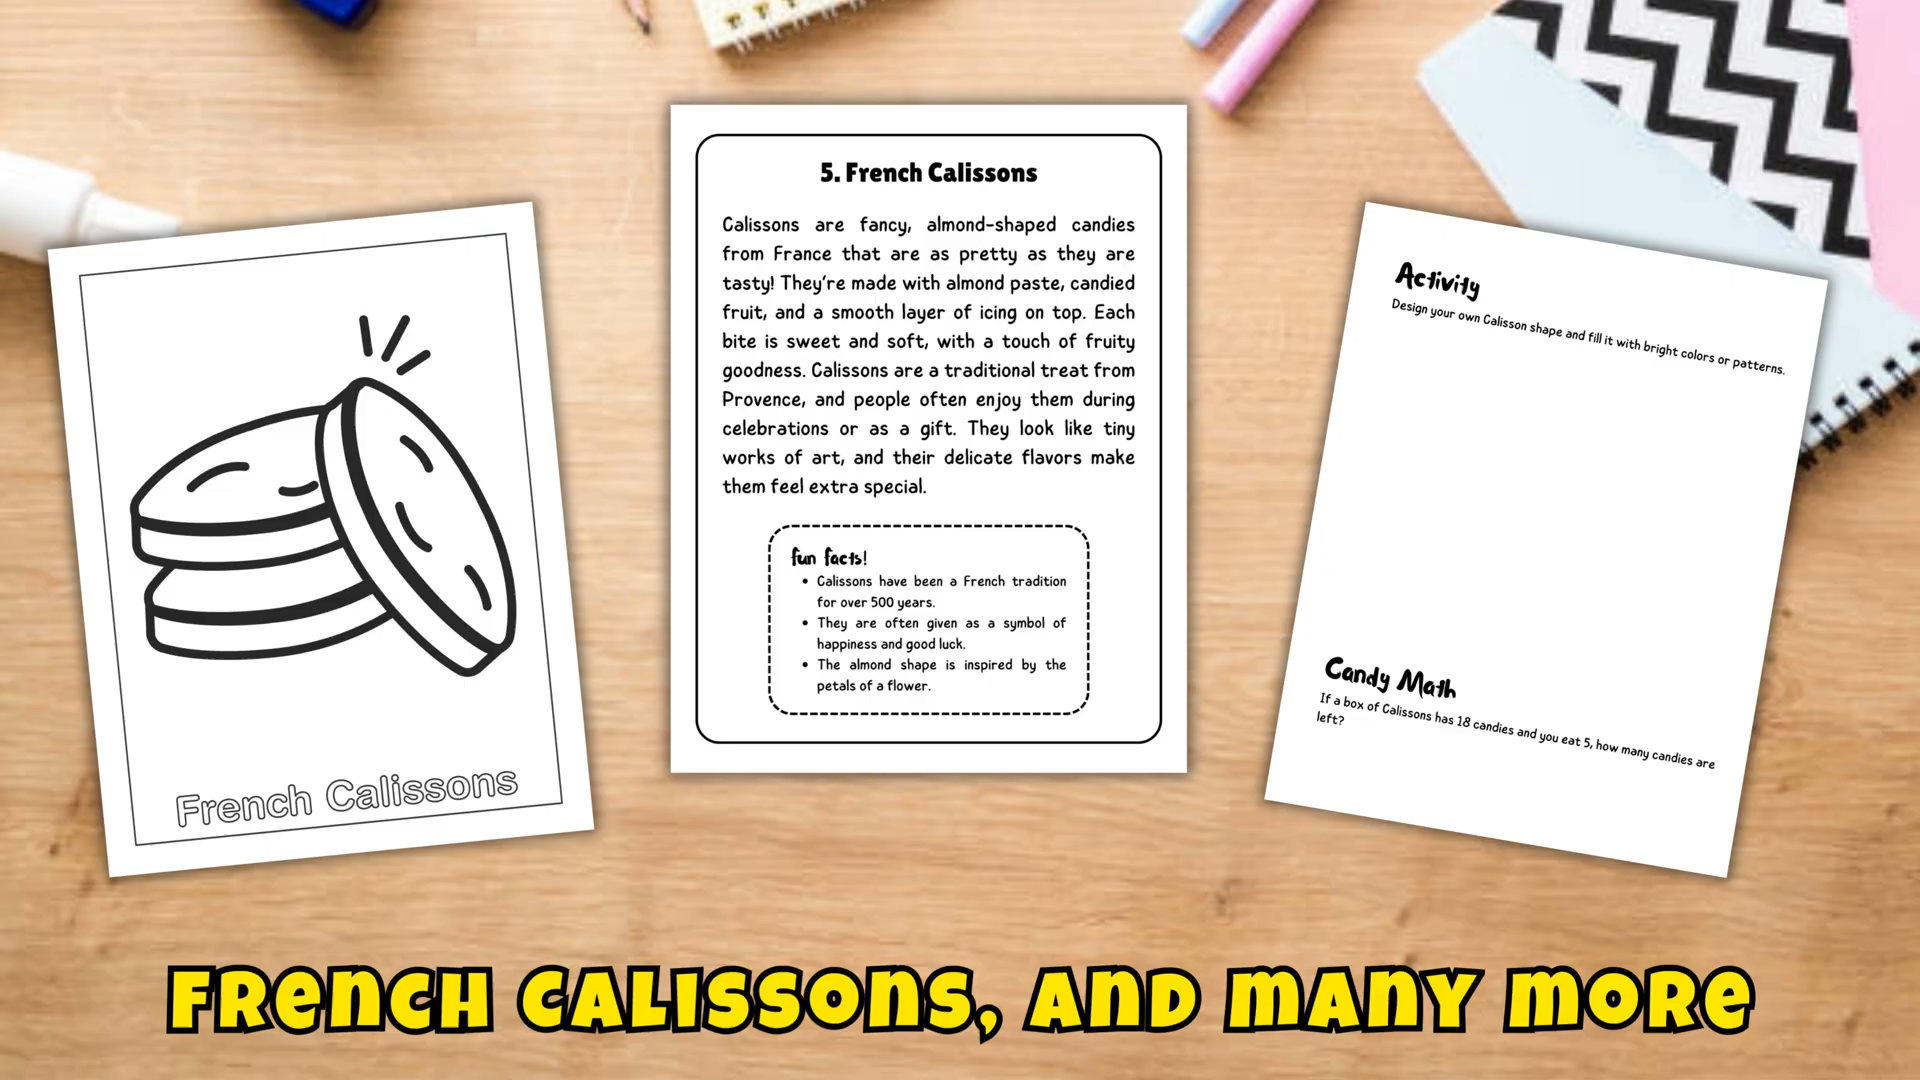 French Calissons
5. French Calissons
Calissons are fancy, almond-shaped candies
from France that are as pretty as they are
tasty! They're made with almond paste, candied
fruit, and a smooth layer of icing on top. Each
bite is sweet and soft, with a touch of fruity
goodness. Calissons are a traditional treat from
Provence, and people often enjoy them during
celebrations or as a gift. They look like tiny
works of art, and their delicate flavors make
them feel extra special.
fun facts!
• Calissons have been a French tradition
for over 500 years.
• They are often given as a symbol of
happiness and good luck.
• The almond shape is inspired by the
petals of a flower.
Activity
Design your own Calisson shape and fill it with bright colors or patterns.
Candy Math
If a box of Calissons has 18 candies and you eat 5, how many candies are
left?
FRENCH CALISSONS, AND MANY MORE